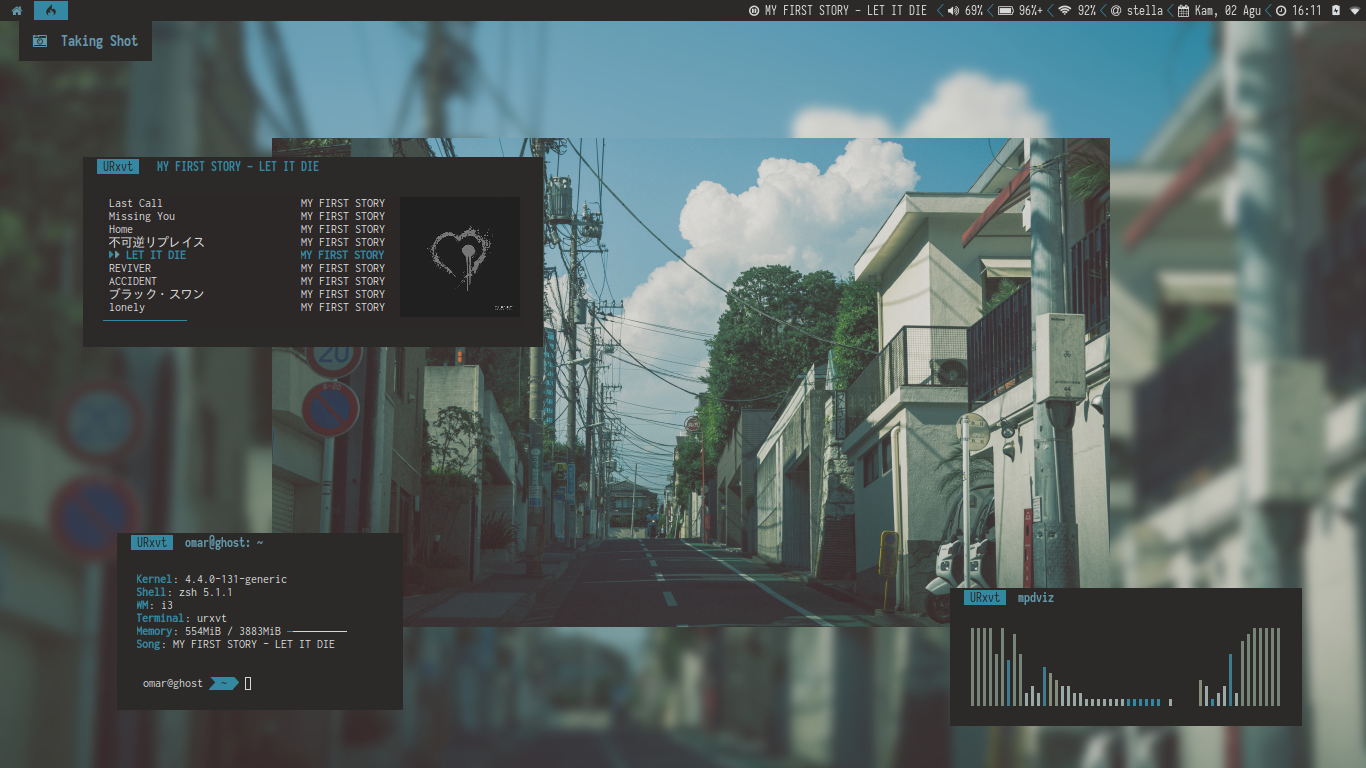 MY FIRST STORY - LET IT DIE 69% 96%+ 92% @ stella Kam, 02 Agu 16:11
Taking Shot
URxvt MY FIRST STORY - LET IT DIE
Last Call MY FIRST STORY
Missing You MY FIRST STORY
Home MY FIRST STORY
不可逆リプレイス MY FIRST STORY
LET IT DIE MY FIRST STORY
REVIVER MY FIRST STORY
ACCIDENT MY FIRST STORY
ブラック・スワン MY FIRST STORY
lonely MY FIRST STORY
20
8-20
URxvt omar@ghost: ~
Kernel: 4.4.0-131-generic
Shell: zsh 5.1.1
WM: i3
Terminal: urxvt
Memory: 554MiB / 3883MiB
Song: MY FIRST STORY - LET IT DIE
omar@ghost ~
URxvt mpdviz